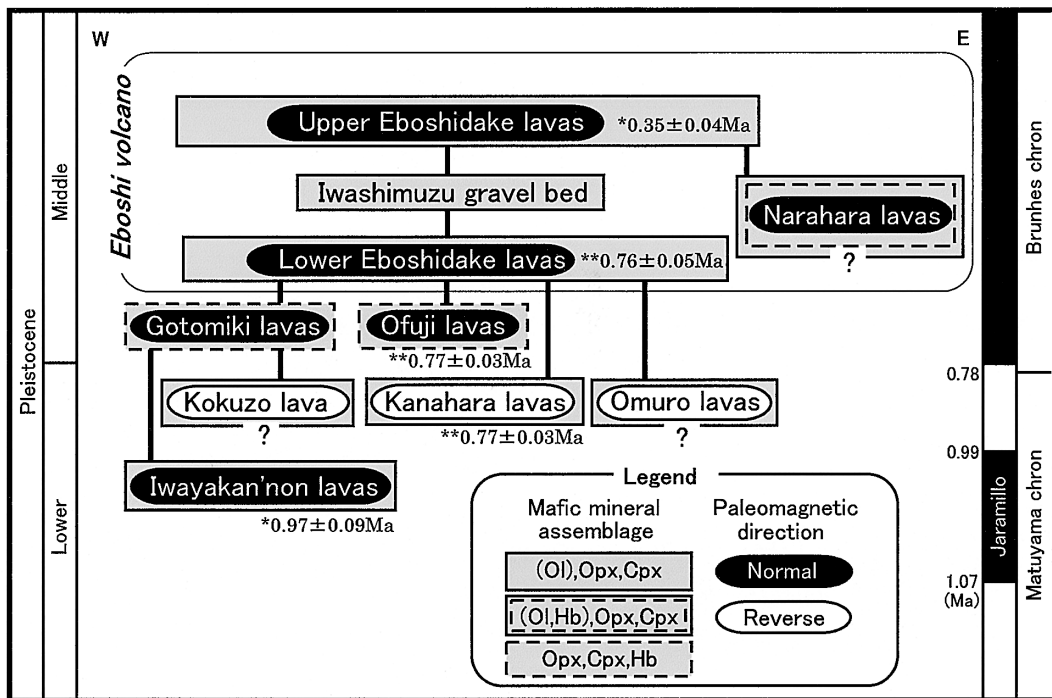 W
E
Pleistocene
Middle
Lower
Eboshi volcano
Upper Eboshidake lavas
*0.35±0.04Ma
Iwashimuzu gravel bed
Narahara lavas
?
Lower Eboshidake lavas
**0.76±0.05Ma
Gotomiki lavas
Ofuji lavas
**0.77±0.03Ma
Kokuzo lava
?
Kanahara lavas
**0.77±0.03Ma
Omuro lavas
?
Iwayakan'non lavas
*0.97±0.09Ma
Legend
Mafic mineral
assemblage
(Ol),Opx,Cpx
(Ol,Hb),Opx,Cpx
Opx,Cpx,Hb
Paleomagnetic
direction
Normal
Reverse
0.78
0.99
1.07
(Ma)
Jaramillo
Brunhes chron
Matuyama chron